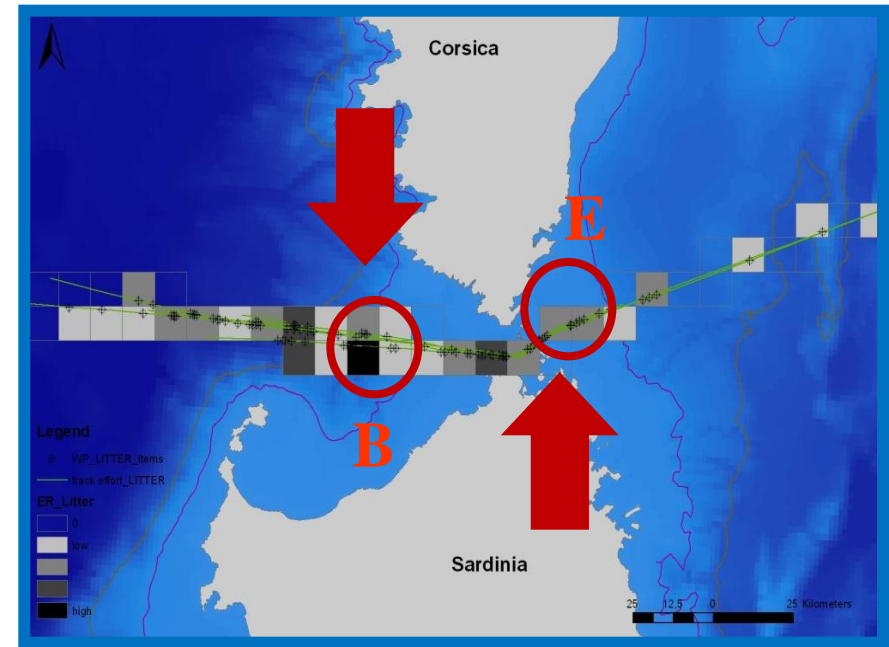 Corsica
E
B
Legend
WP_LITTER_items
track effort_LITTER
ER_Litter
0
low
high
Sardinia
25 12,5 0 25 Kilometers